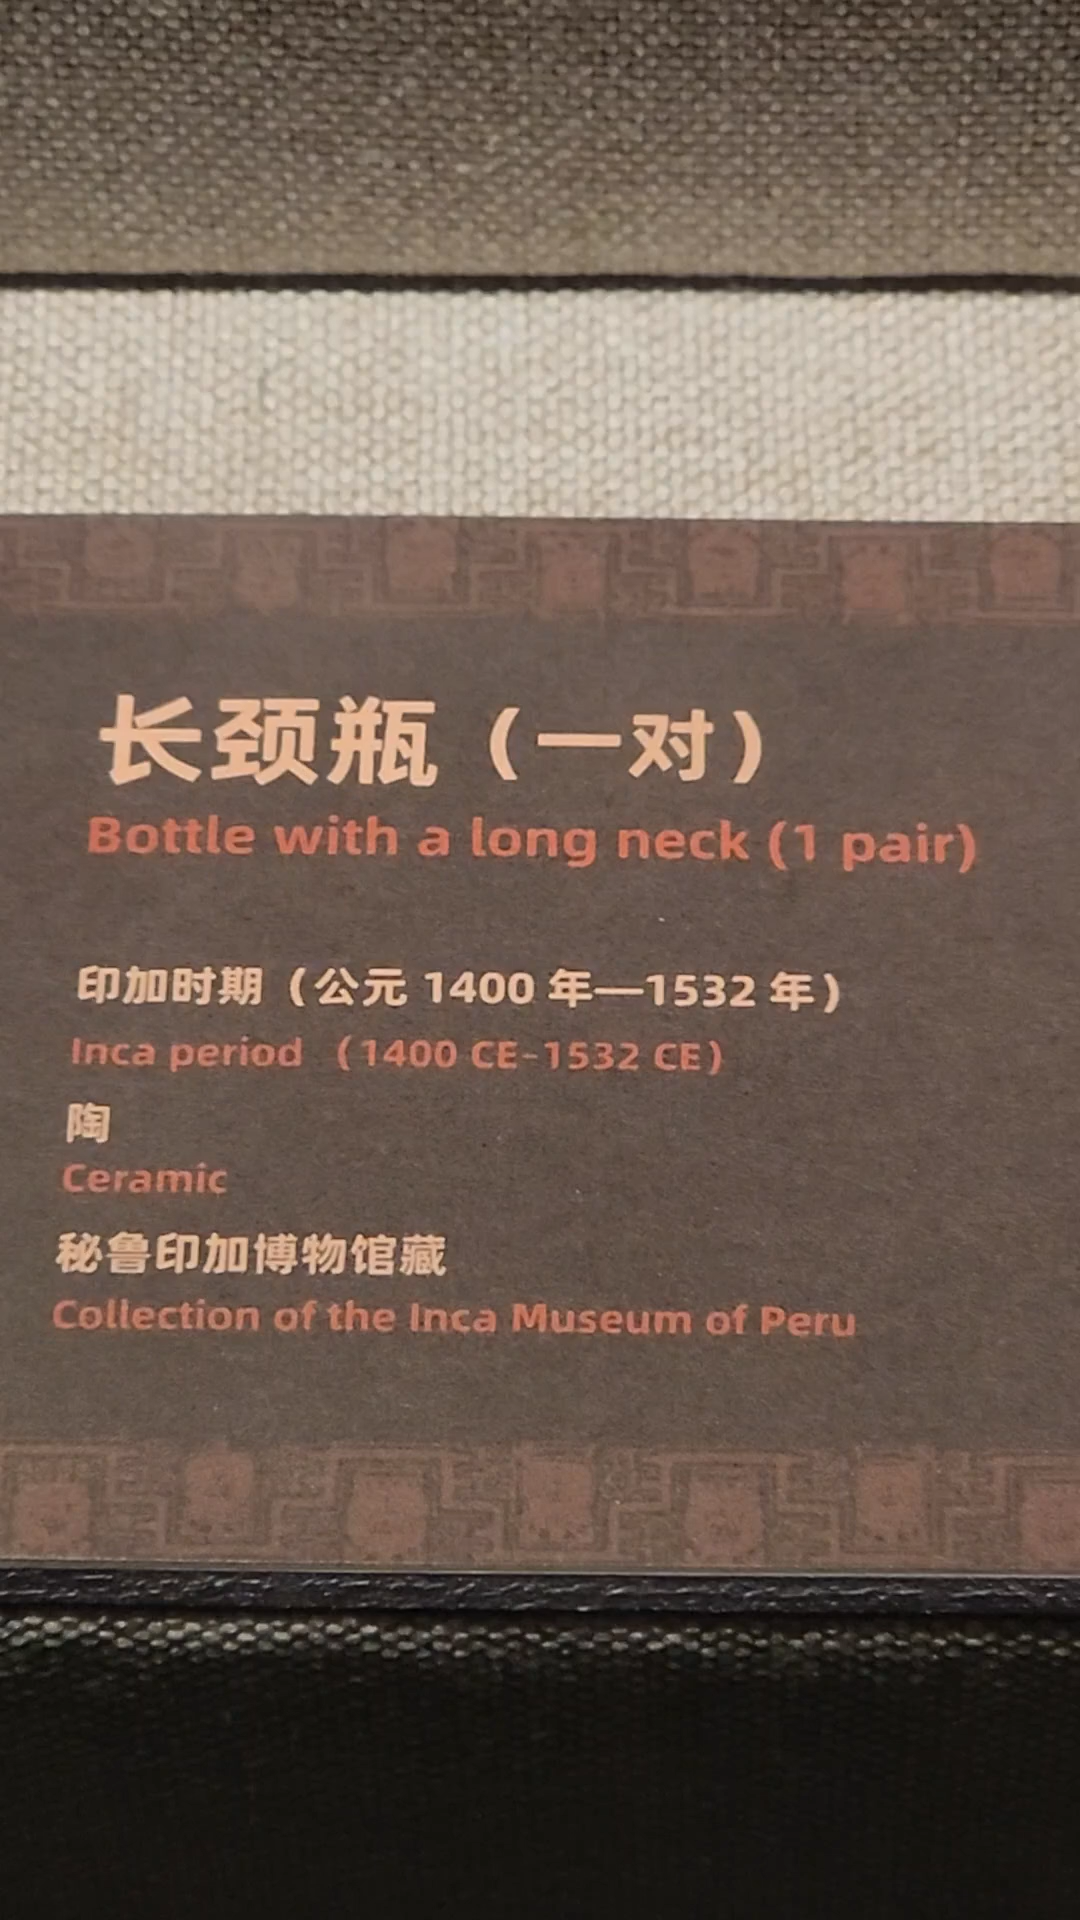 长颈瓶（一对）
Bottle with a long neck (1 pair)
印加时期（公元 1400 年—1532 年）
Inca period （1400 CE-1532 CE）
陶
Ceramic
秘鲁印加博物馆藏
Collection of the Inca Museum of Peru